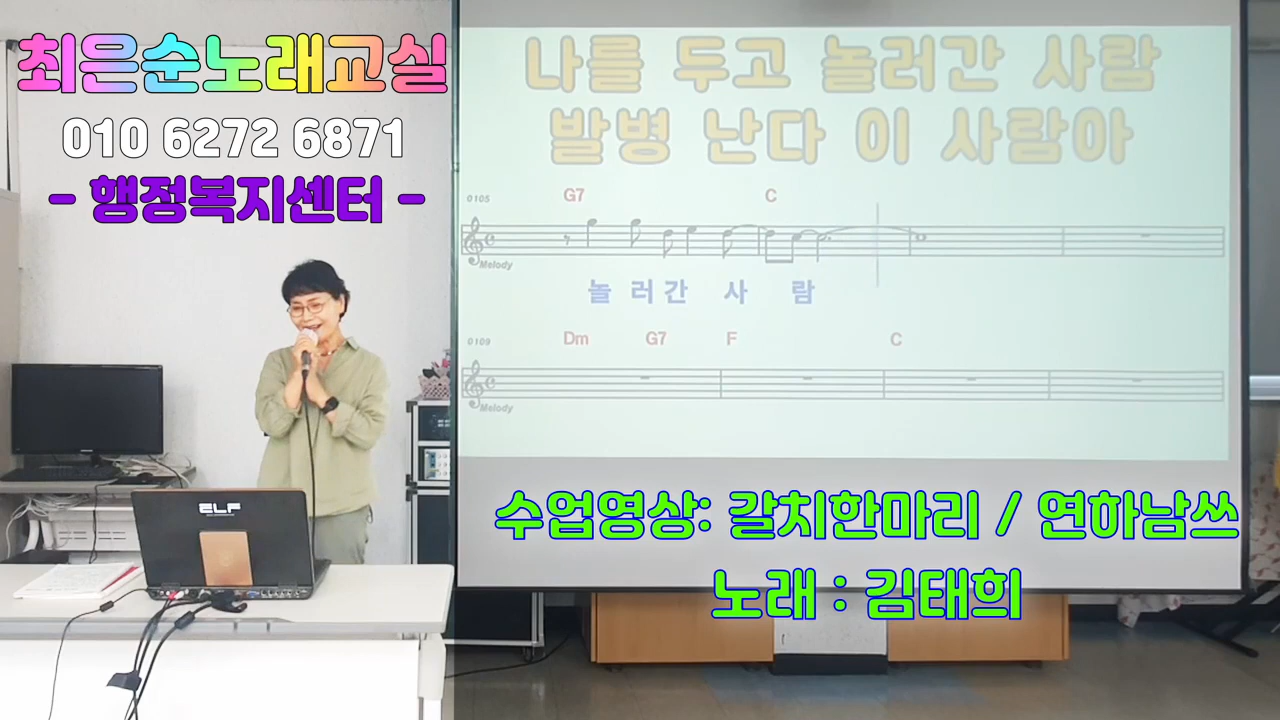 최은순노래교실
010 6272 6871
- 행정복지센터 -
나를 두고 놀러간 사람
발병 난다 이 사람아
0105 G7 C
Melody
놀 러 간 사 람
0109 Dm G7 F C
Melody
ELF
수업영상: 갈치한마리 / 연하남쓰
노래 : 김태희